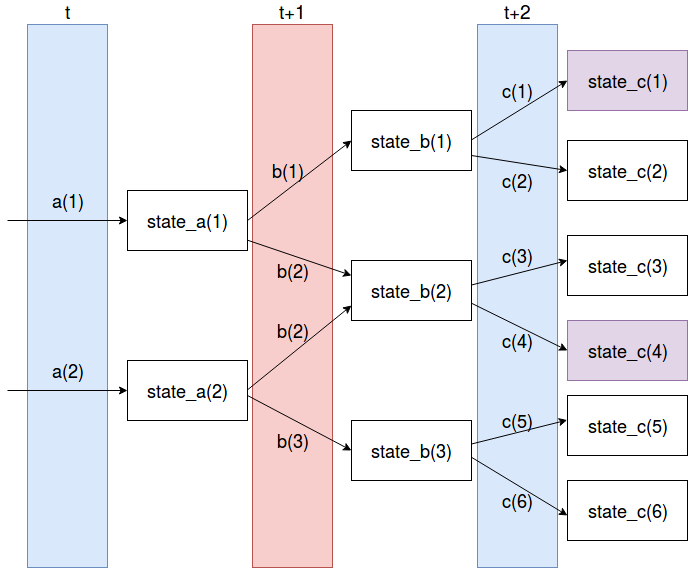 t
t+1
t+2
a(1)
a(2)
state_a(1)
state_a(2)
b(1)
b(2)
b(2)
b(3)
state_b(1)
state_b(2)
state_b(3)
c(1)
c(2)
c(3)
c(4)
c(5)
c(6)
state_c(1)
state_c(2)
state_c(3)
state_c(4)
state_c(5)
state_c(6)